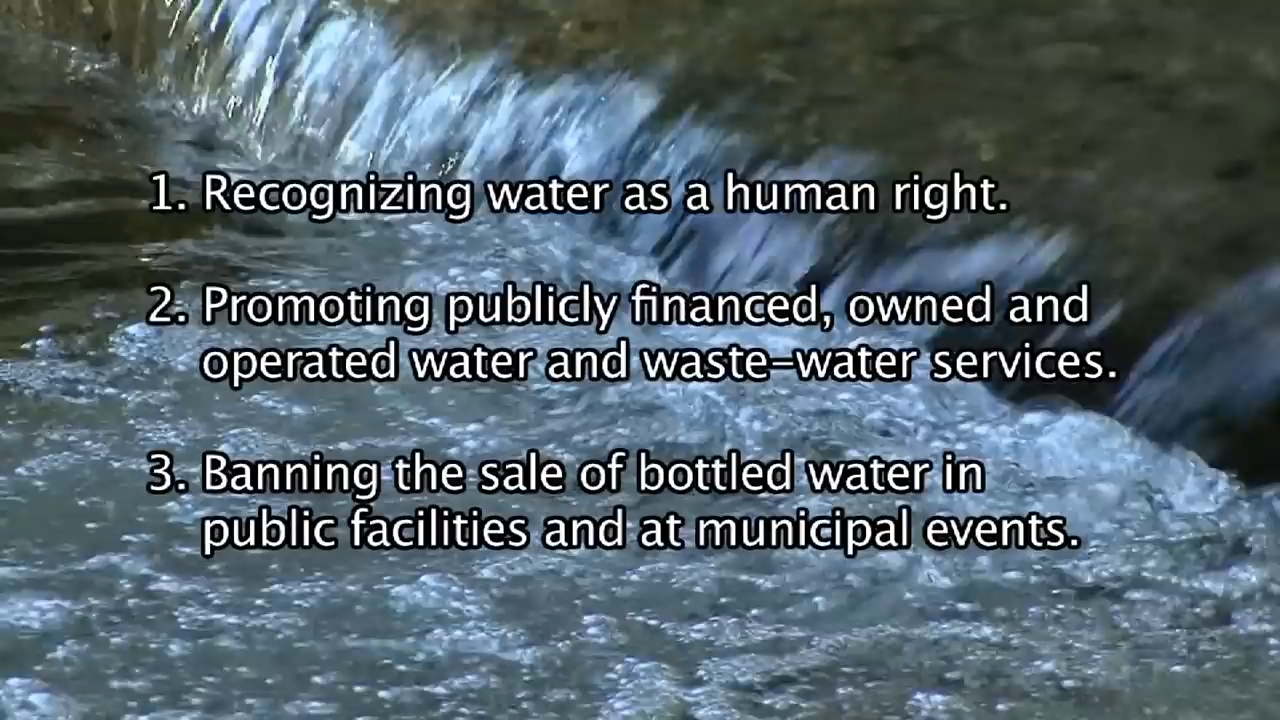 1. Recognizing water as a human right.
2. Promoting publicly financed, owned and
operated water and waste-water services.
3. Banning the sale of bottled water in
public facilities and at municipal events.